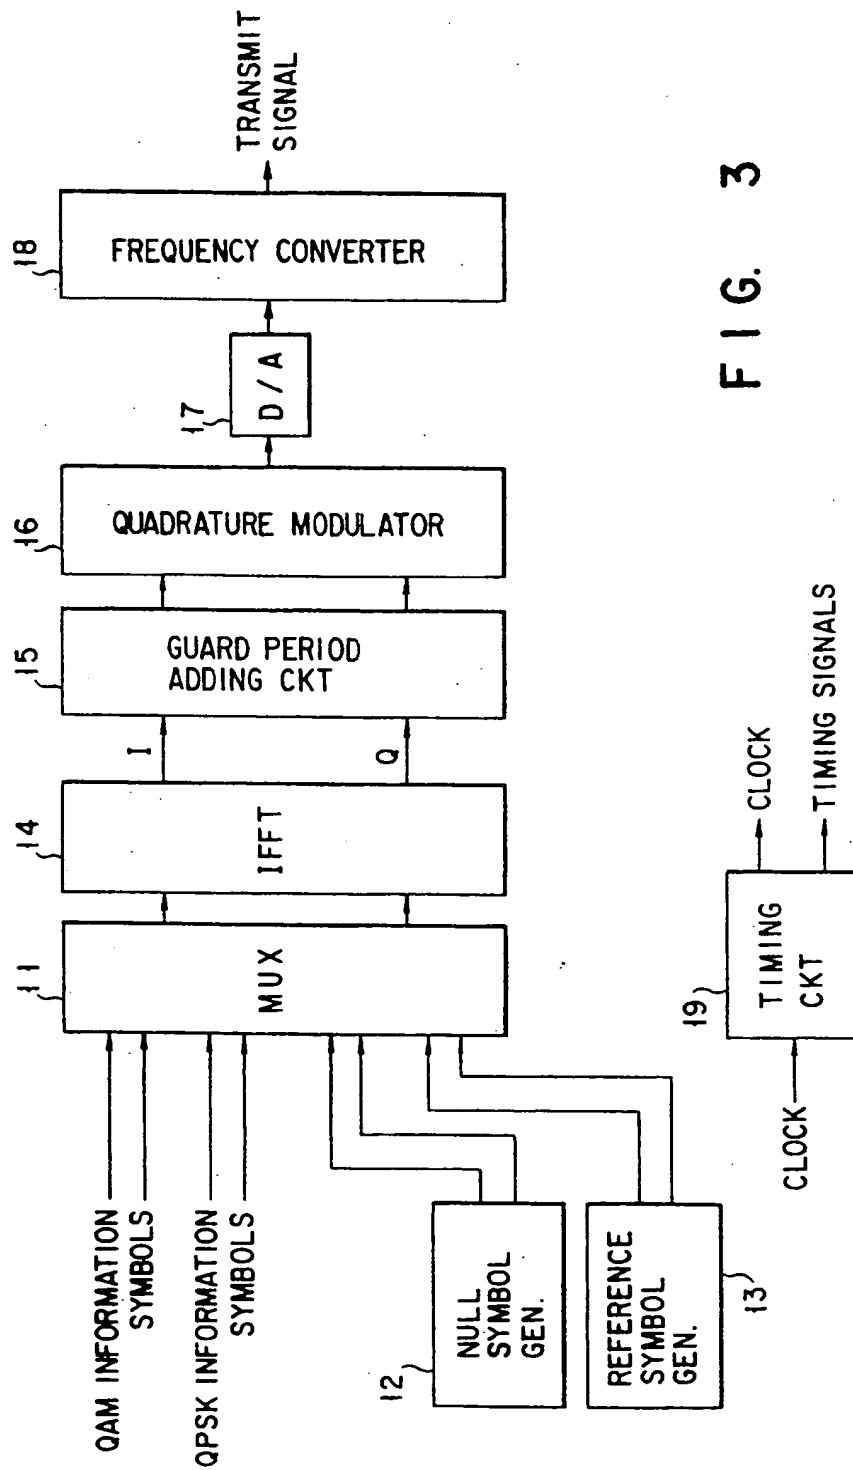 QAM INFORMATION
SYMBOLS
QPSK INFORMATION
SYMBOLS
12
NULL
SYMBOL
GEN.
REFERENCE
SYMBOL
GEN.
13
11
MUX
14
IFFT
I
Q
15
GUARD PERIOD
ADDING CKT
16
QUADRATURE MODULATOR
17
D/A
18
FREQUENCY CONVERTER
TRANSMIT
SIGNAL
CLOCK
19
TIMING
CKT
CLOCK
TIMING SIGNALS
FIG. 3